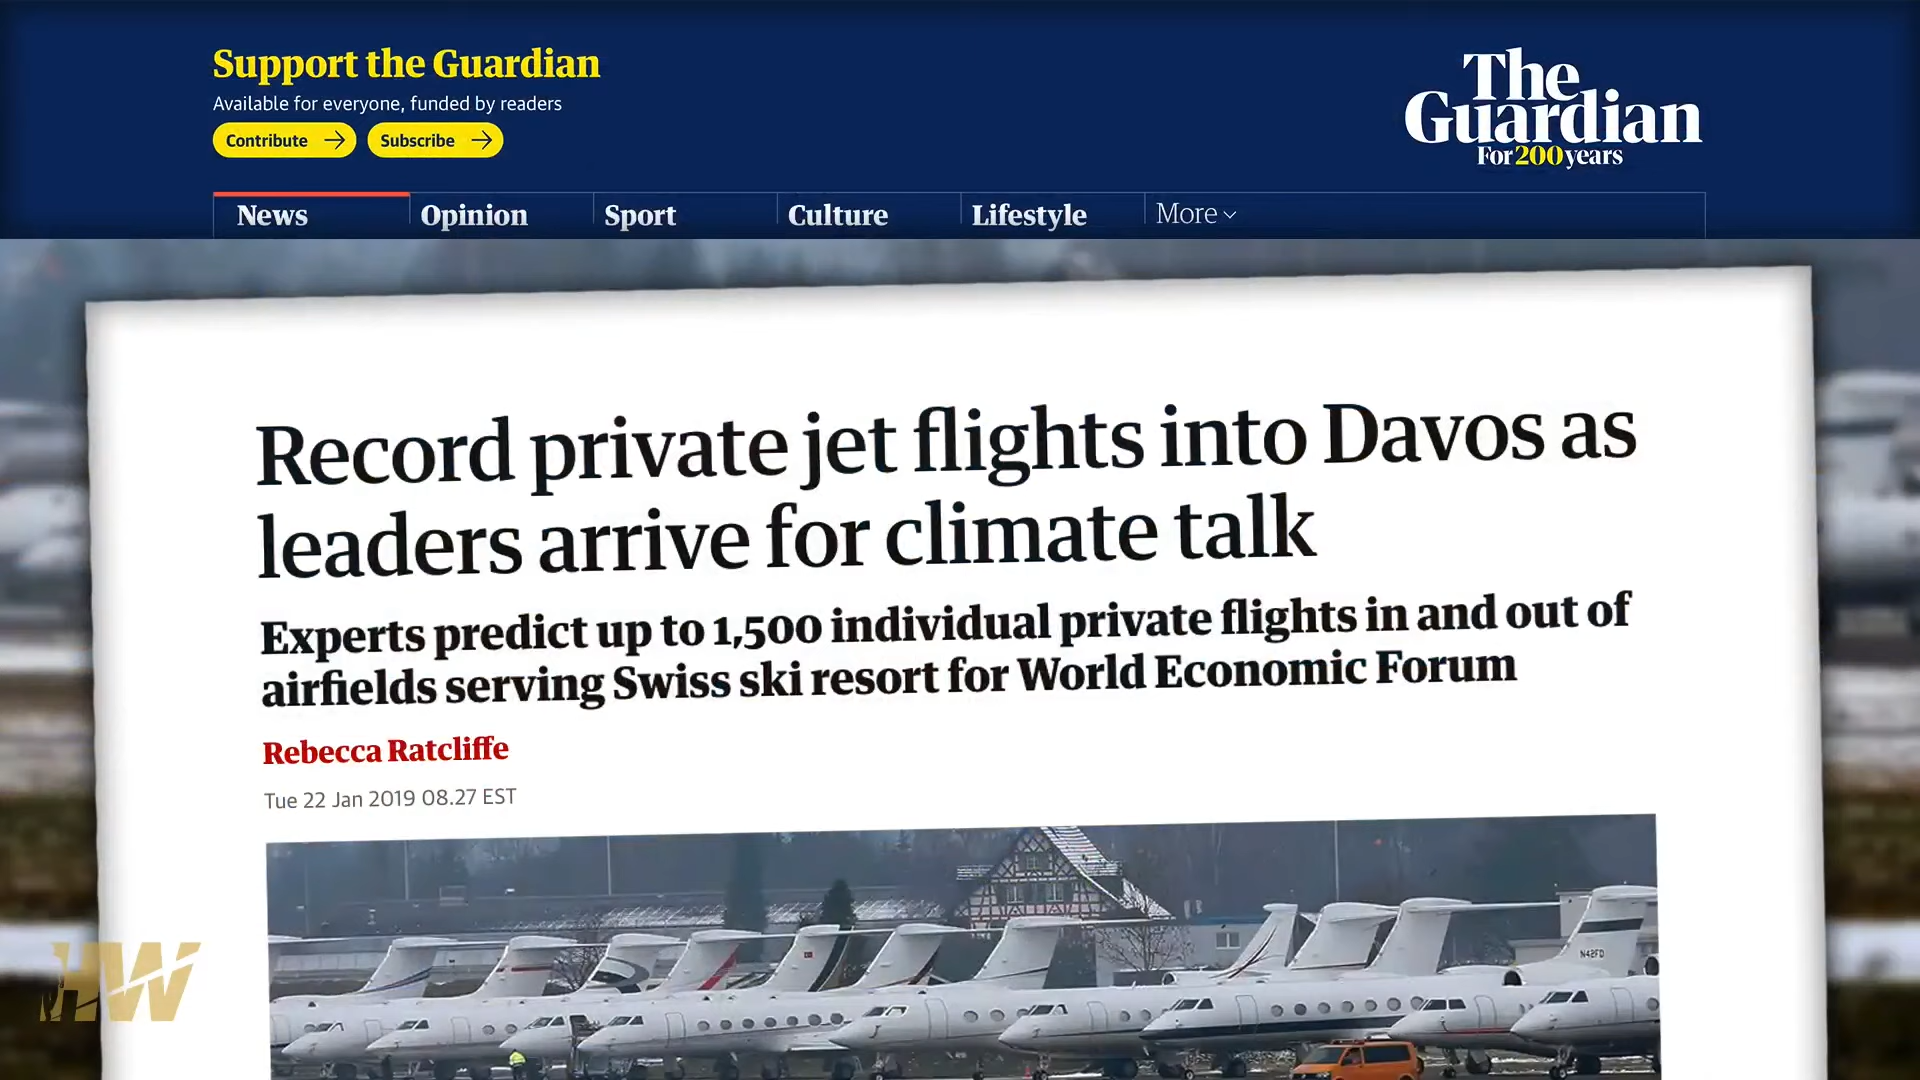 Support the Guardian
Available for everyone, funded by readers
Contribute → Subscribe →
The
Guardian
For 200 years
News Opinion Sport Culture Lifestyle More
Record private jet flights into Davos as
leaders arrive for climate talk
Experts predict up to 1,500 individual private flights in and out of
airfields serving Swiss ski resort for World Economic Forum
Rebecca Ratcliffe
Tue 22 Jan 2019 08.27 EST
N42FD
HW